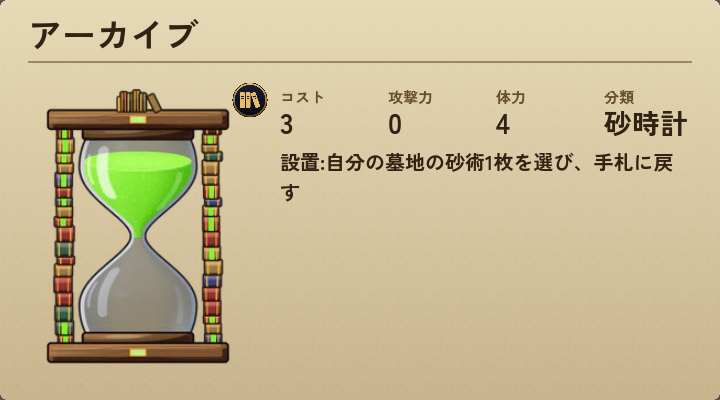 アーカイブ
コスト 攻撃力 体力 分類
3 0 4 砂時計
設置:自分の墓地の砂術1枚を選び、手札に戻
す